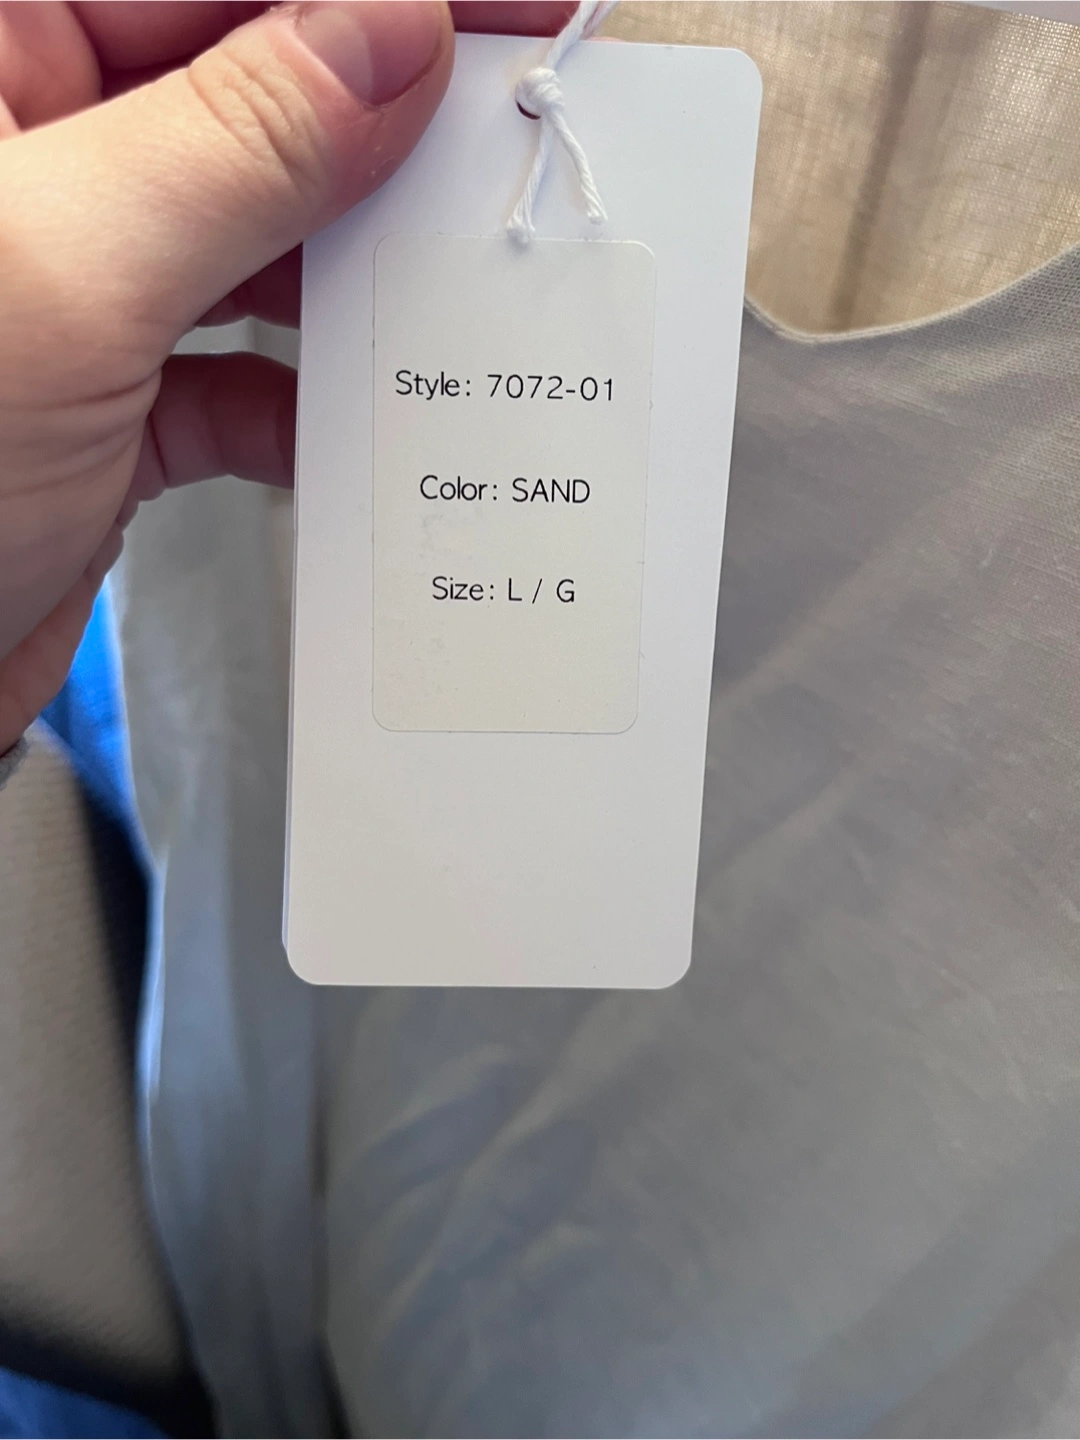 Style: 7072-01
Color: SAND
Size: L / G